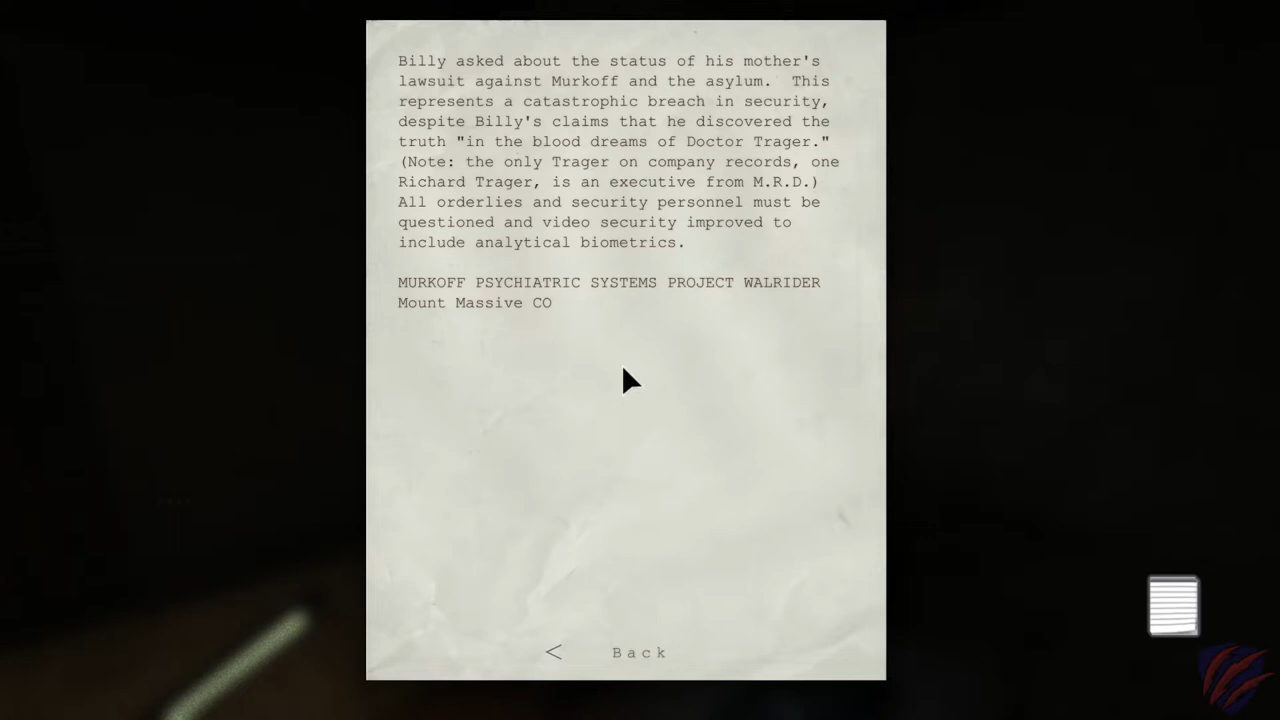 Billy asked about the status of his mother's
lawsuit against Murkoff and the asylum.  This
represents a catastrophic breach in security,
despite Billy's claims that he discovered the
truth "in the blood dreams of Doctor Trager."
(Note: the only Trager on company records, one
Richard Trager, is an executive from M.R.D.)
All orderlies and security personnel must be
questioned and video security improved to
include analytical biometrics.

MURKOFF PSYCHIATRIC SYSTEMS PROJECT WALRIDER
Mount Massive CO
< Back